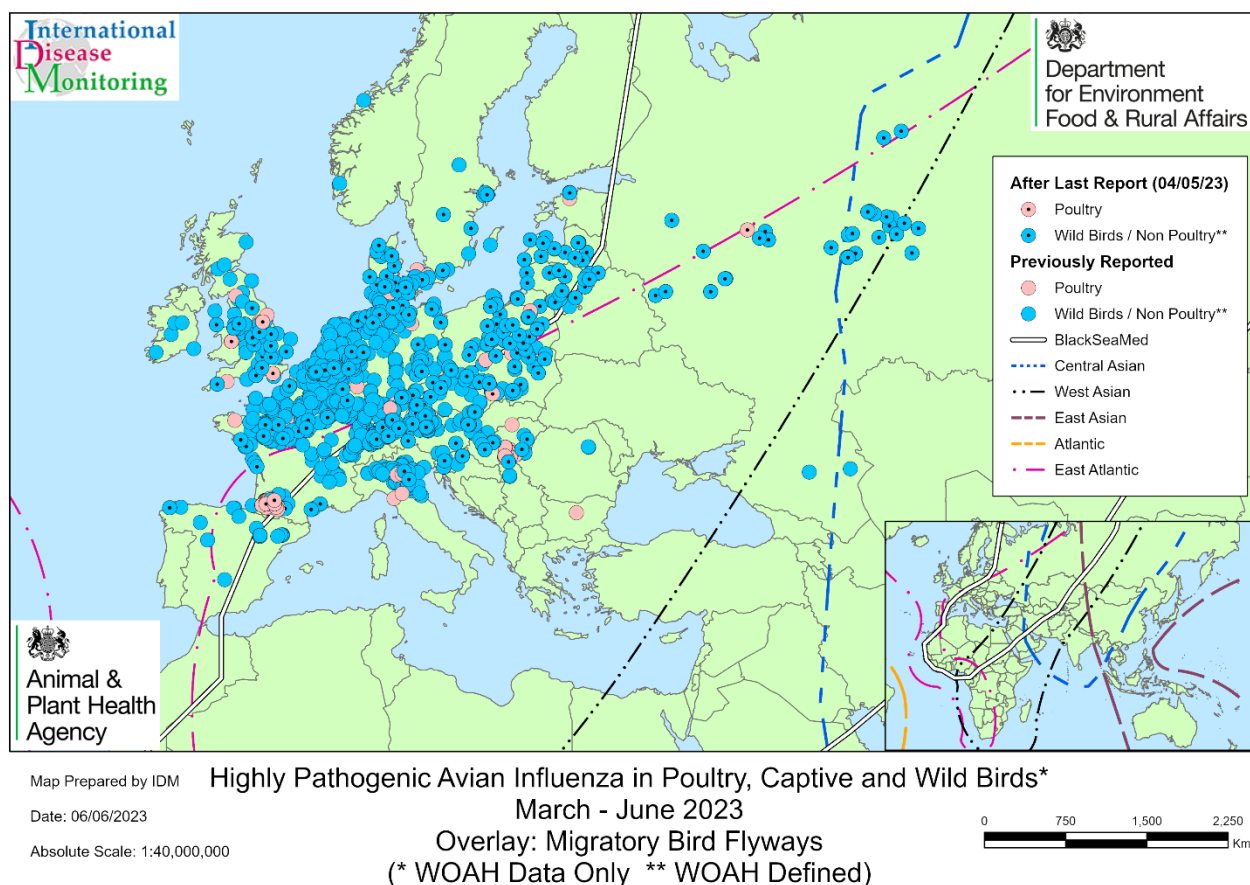 International
Disease
Monitoring
Department
for Environment
Food & Rural Affairs
After Last Report (04/05/23)
Poultry
Wild Birds / Non Poultry**
Previously Reported
Poultry
Wild Birds / Non Poultry**
BlackSeaMed
Central Asian
West Asian
East Asian
Atlantic
East Atlantic
Animal &
Plant Health
Agency
Map Prepared by IDM
Date: 06/06/2023
Absolute Scale: 1:40,000,000
Highly Pathogenic Avian Influenza in Poultry, Captive and Wild Birds*
March - June 2023
Overlay: Migratory Bird Flyways
(* WOAH Data Only ** WOAH Defined)
0 750 1,500 2,250
Km